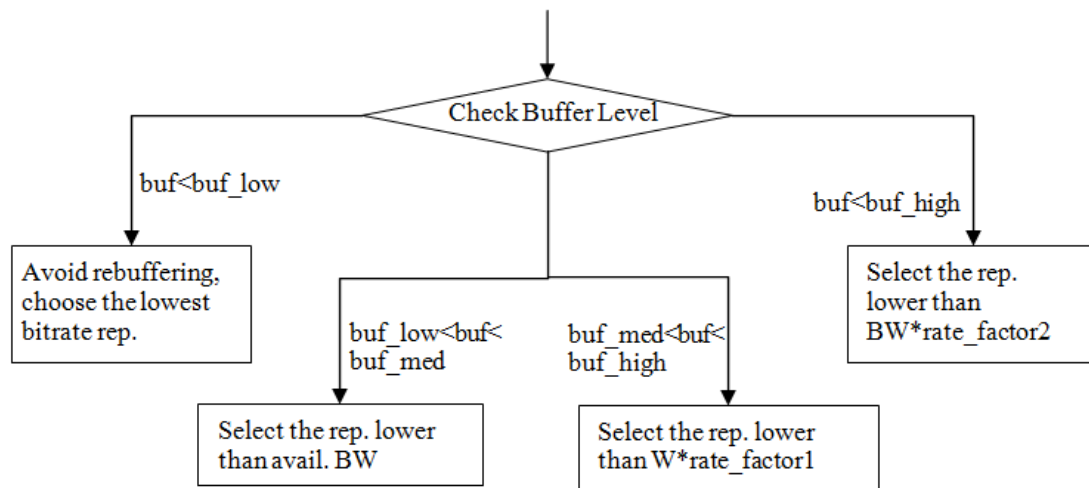 Check Buffer Level
buf<buf_low
buf<buf_high
Avoid rebuffering,
choose the lowest
bitrate rep.
Select the rep.
lower than
BW*rate_factor2
buf_low<buf<
buf_med
buf_med<buf<
buf_high
Select the rep. lower
than avail. BW
Select the rep. lower
than W*rate_factor1